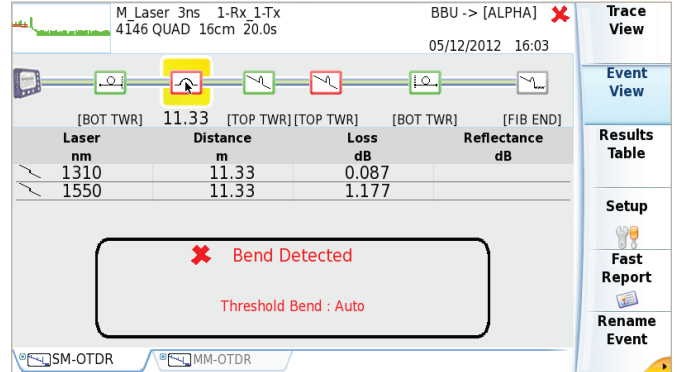 M_Laser 3ns 1-Rx_1-Tx
4146 QUAD 16cm 20.0s
BBU -> [ALPHA]
05/12/2012 16:03
[BOT TWR] 11.33 [TOP TWR] [TOP TWR] [BOT TWR] [FIB END]
Laser Distance Loss Reflectance
nm m dB dB
1310 11.33 0.087
1550 11.33 1.177
Bend Detected
Threshold Bend : Auto
SM-OTDR MM-OTDR
Trace
View
Event
View
Results
Table
Setup
Fast
Report
Rename
Event